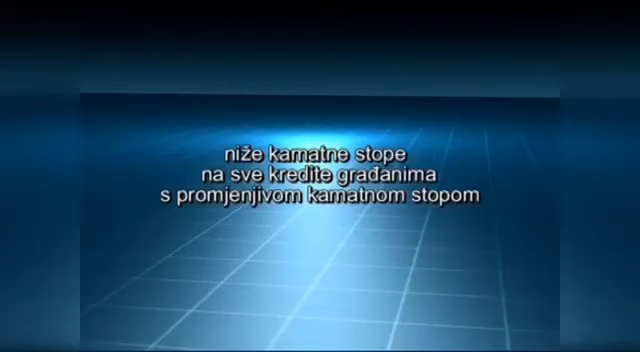 niže kamatne stope
na sve kredite građanima
s promjenjivom kamatnom stopom